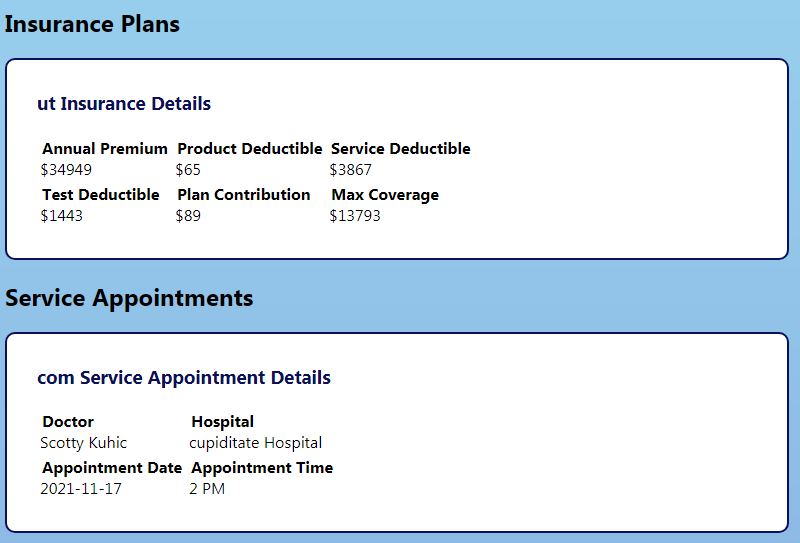 Insurance Plans
ut Insurance Details
Annual Premium Product Deductible Service Deductible
$34949 $65 $3867
Test Deductible Plan Contribution Max Coverage
$1443 $89 $13793
Service Appointments
com Service Appointment Details
Doctor Hospital
Scotty Kuhic cupiditate Hospital
Appointment Date Appointment Time
2021-11-17 2 PM